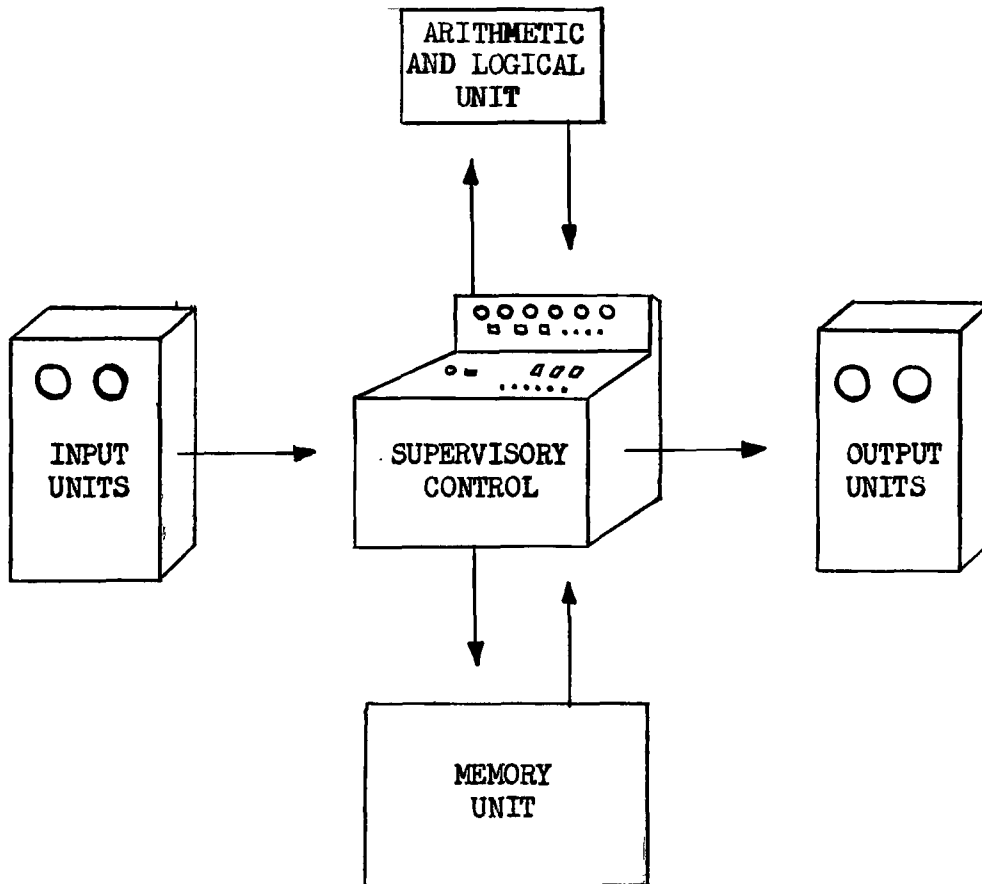 ARITHMETIC
AND LOGICAL
UNIT
INPUT
UNITS
SUPERVISORY
CONTROL
OUTPUT
UNITS
MEMORY
UNIT